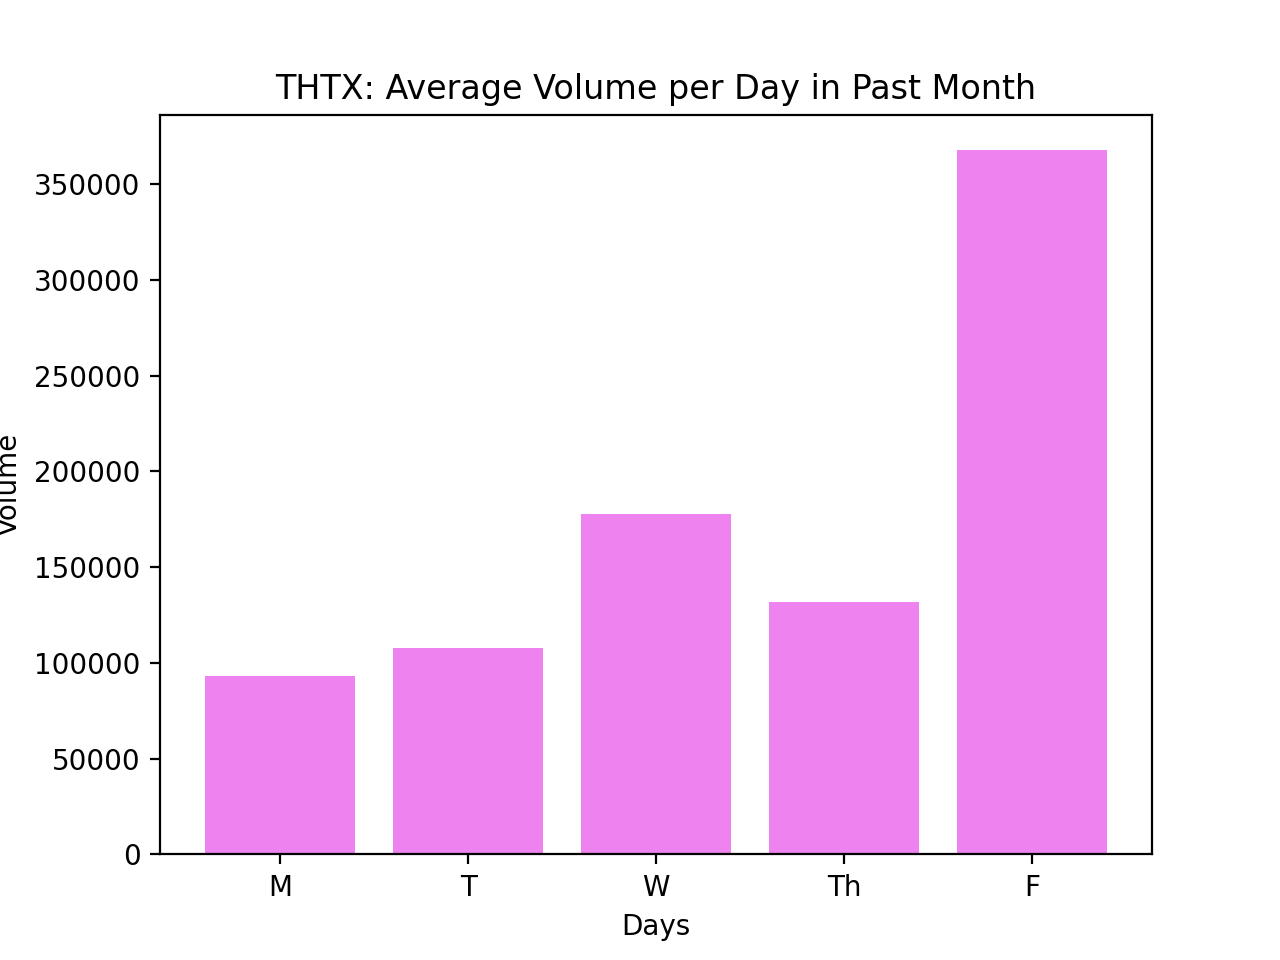 THTX: Average Volume per Day in Past Month
350000
300000
250000
200000
150000
100000
50000
0
Volume
M T W Th F
Days